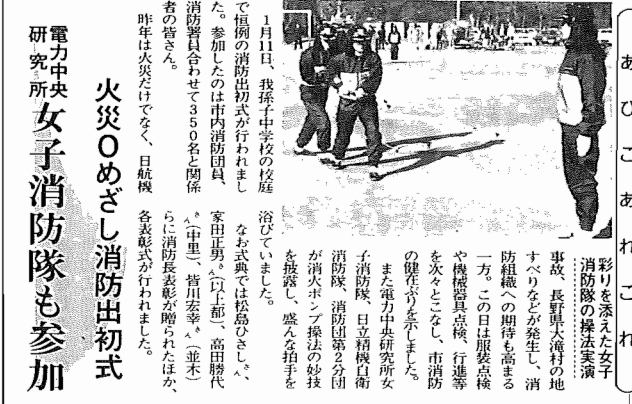 あびこあれこれ
火災０めざし消防出初式
電力中央
研究所
女子消防隊も参加
１月11日、我孫子中学校の校庭
で恒例の消防出初式が行われまし
た。参加したのは市内消防団員、
消防署員合わせて３５０名と関係
者の皆さん。
昨年は火災だけでなく、日航機
事故、長野県大滝村の地
すべりなどが発生し、消
防組織への期待も高まる
一方。この日は服装点検
や機械器具点検、行進等
を次々とこなし、市消防
の健在ぶりを示しました。
また電力中央研究所女
子消防隊、日立精機自衛
消防隊、消防団第２分団
が消火ポンプ操法の妙技
を披露し、盛んな拍手を
浴びていました。
なお式典では松島ひさしさん、
家田正男さん（以上都）、高田勝代
さん（中里）、皆川宏幸さん（並木）
らに消防長表彰が贈られたほか、
各表彰式が行われました。
彩りを添えた女子
消防隊の操法実演